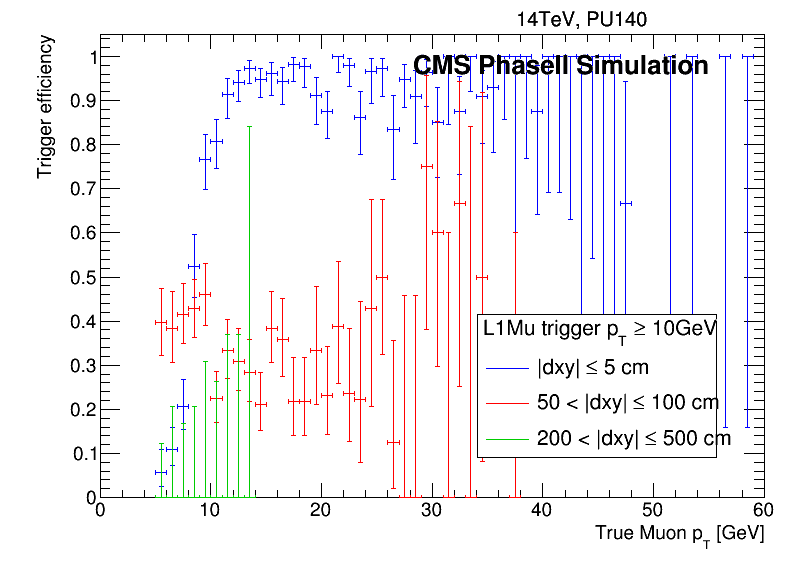 14TeV, PU140
CMS PhaseII Simulation
Trigger efficiency
1
0.9
0.8
0.7
0.6
0.5
0.4
0.3
0.2
0.1
0
L1Mu trigger pT ≥ 10GeV
|dxy| ≤ 5 cm
50 < |dxy| ≤ 100 cm
200 < |dxy| ≤ 500 cm
0 10 20 30 40 50 60
True Muon pT [GeV]